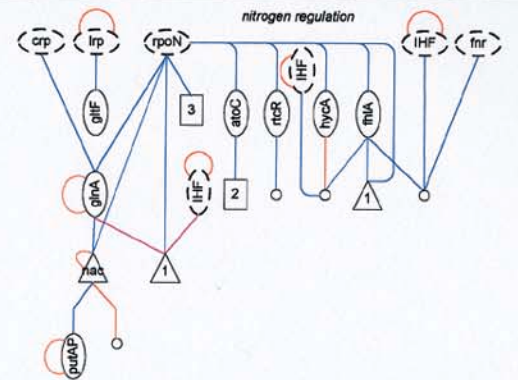 nitrogen regulation
crp lrp rpoN IHF fnr
IHF
gltF 3 atoC rtcR hycA fhlA
glnA IHF 2 1
nac 1
putAP